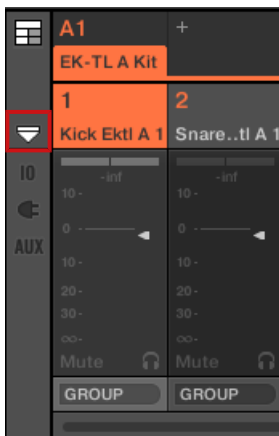 A1 +
EK-TL A Kit
1 2
Kick Ektl A 1 Snare..tl A 1
IO
AUX
-inf -inf
10- 10-
0 - 0 -
10- 10-
20- 20-
30- 30-
∞- ∞-
Mute Mute
GROUP GROUP